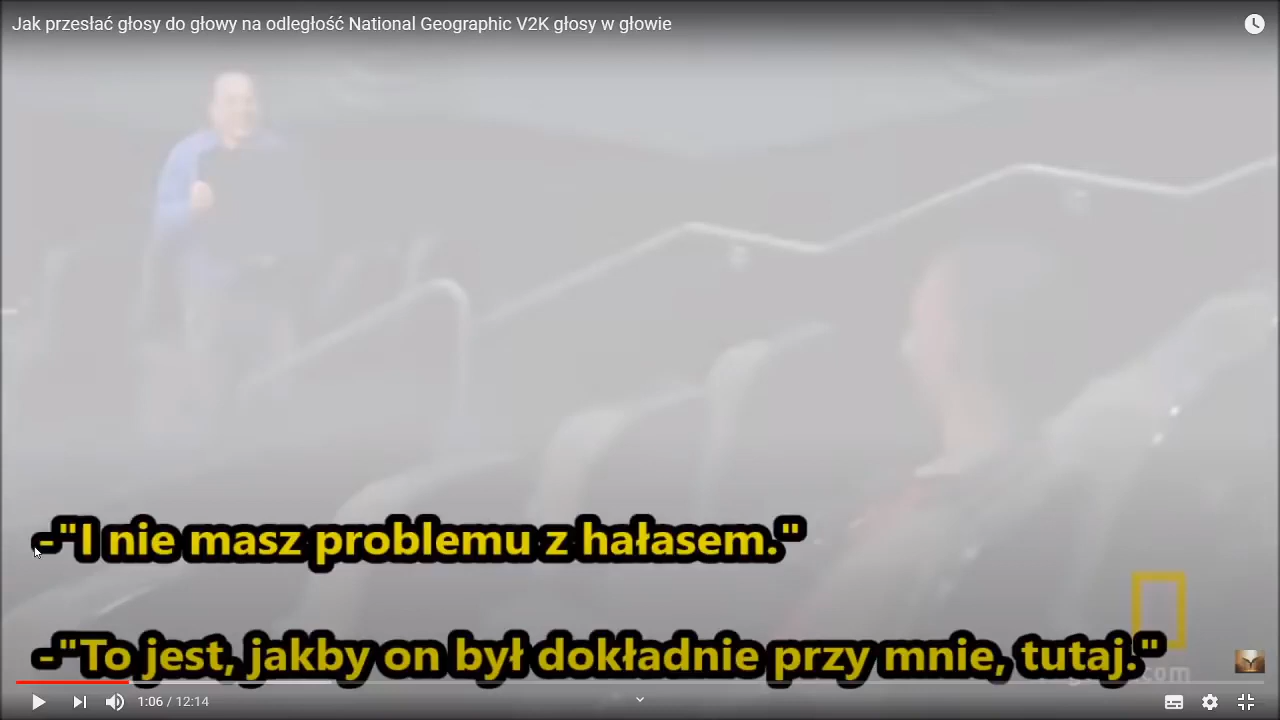 Jak przesłać głosy do głowy na odległość National Geographic V2K głosy w głowie
-"I nie masz problemu z hałasem."
-"To jest, jakby on był dokładnie przy mnie, tutaj."
1:06 / 12:14